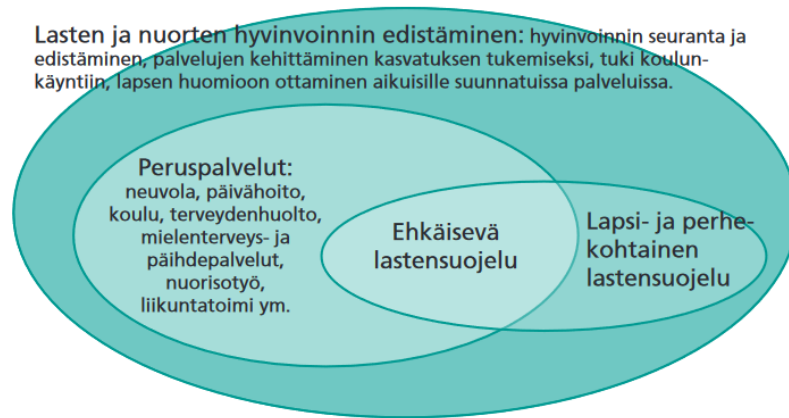 Lasten ja nuorten hyvinvoinnin edistäminen: hyvinvoinnin seuranta ja
edistäminen, palvelujen kehittäminen kasvatuksen tukemiseksi, tuki koulun-
käyntiin, lapsen huomioon ottaminen aikuisille suunnatuissa palveluissa.
Peruspalvelut:
neuvola, päivähoito,
koulu, terveydenhuolto,
mielenterveys- ja
päihdepalvelut,
nuorisotyö,
liikuntatoimi ym.
Ehkäisevä
lastensuojelu
Lapsi- ja perhe-
kohtainen
lastensuojelu